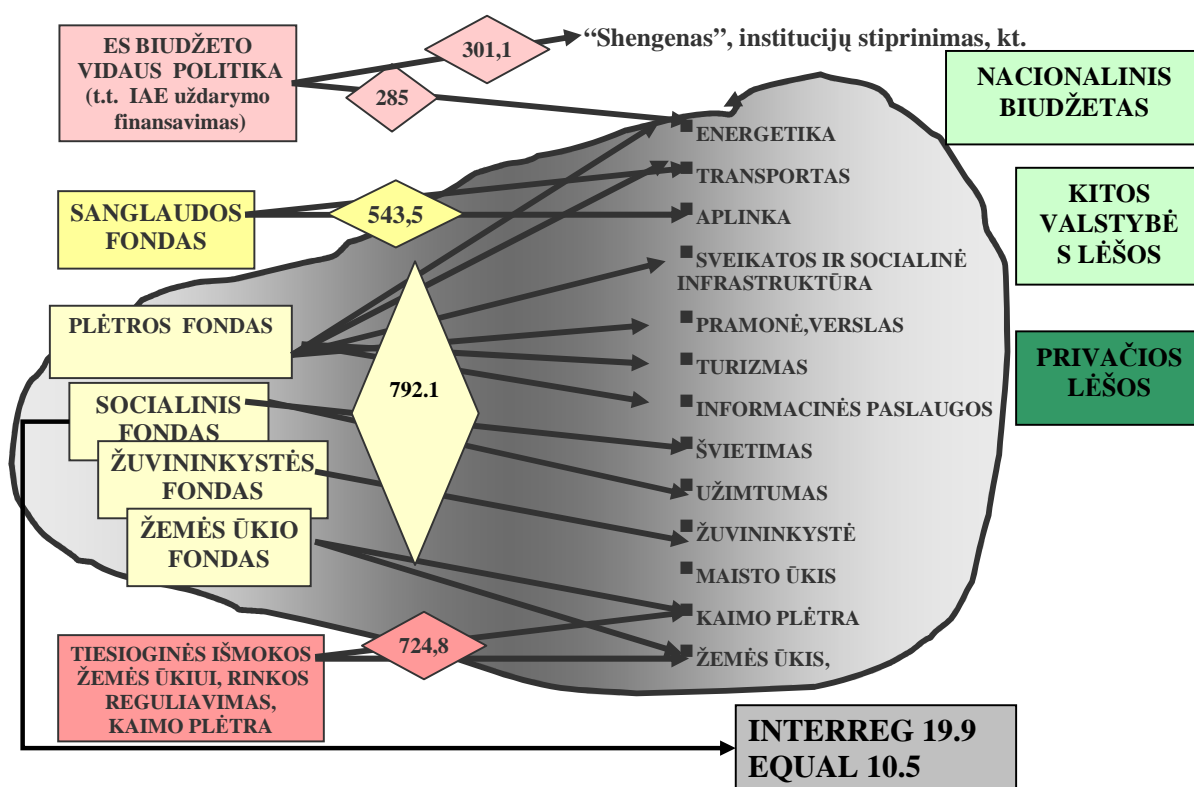 ES BIUDŽETO
VIDAUS POLITIKA
(t.t. IAE uždarymo
finansavimas)
301,1
285
“Shengenas”, institucijų stiprinimas, kt.
NACIONALINIS
BIUDŽETAS
KITOS
VALSTYBĖ
S LĖŠOS
PRIVAČIOS
LĖŠOS
SANGLAUDOS
FONDAS
543,5
PLĖTROS FONDAS
SOCIALINIS
FONDAS
ŽUVININKYSTĖS
FONDAS
ŽEMĖS ŪKIO
FONDAS
792.1
TIESIOGINĖS IŠMOKOS
ŽEMĖS ŪKIUI, RINKOS
REGULIAVIMAS,
KAIMO PLĖTRA
724,8
ENERGETIKA
TRANSPORTAS
APLINKA
SVEIKATOS IR SOCIALINĖ
INFRASTRUKTŪRA
PRAMONĖ,VERSLAS
TURIZMAS
INFORMACINĖS PASLAUGOS
ŠVIETIMAS
UŽIMTUMAS
ŽUVININKYSTĖ
MAISTO ŪKIS
KAIMO PLĖTRA
ŽEMĖS ŪKIS,
INTERREG 19.9
EQUAL 10.5